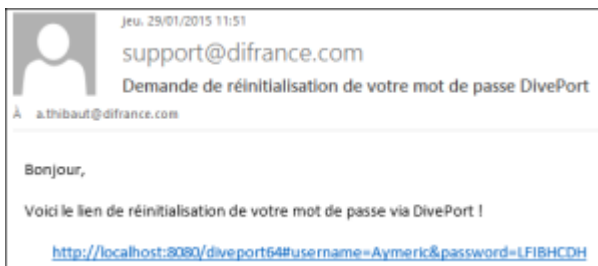 jeu. 29/01/2015 11:51
support@difrance.com
Demande de réinitialisation de votre mot de passe DivePort
À a.thibaut@difrance.com
Bonjour,
Voici le lien de réinitialisation de votre mot de passe via DivePort !
http://localhost:8080/diveport64#username=Aymeric&password=LFIBHCDH